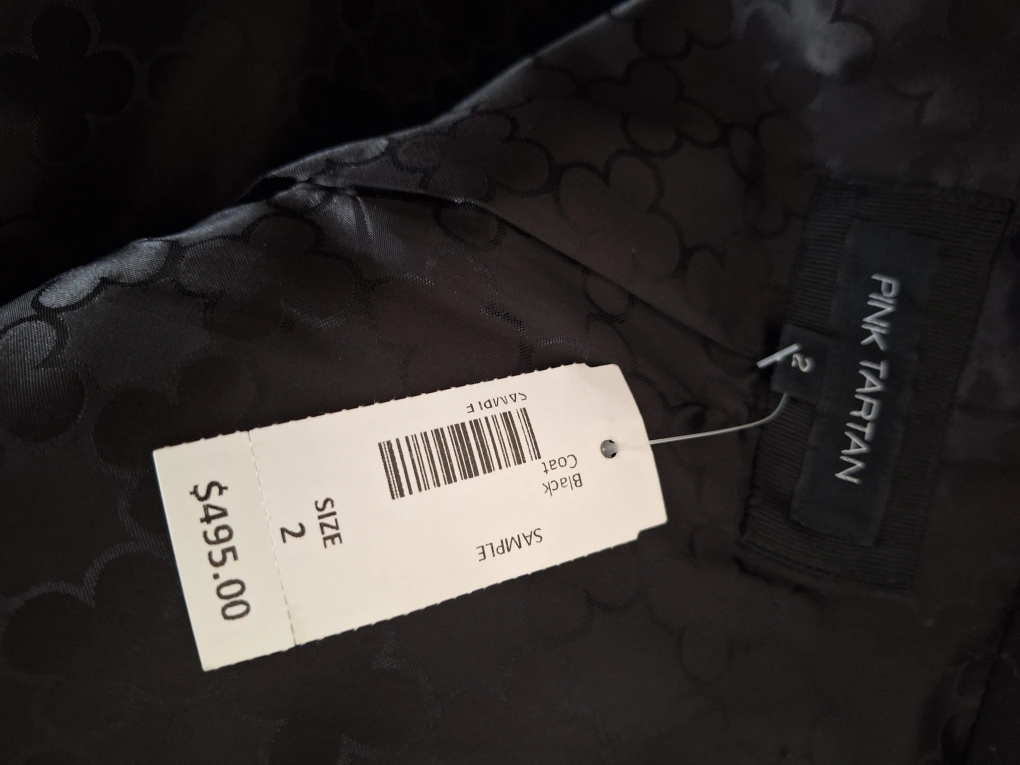 PINK TARTAN
2
SAMPLE
Black
Coat
SAMPLE
SIZE
2
$495.00